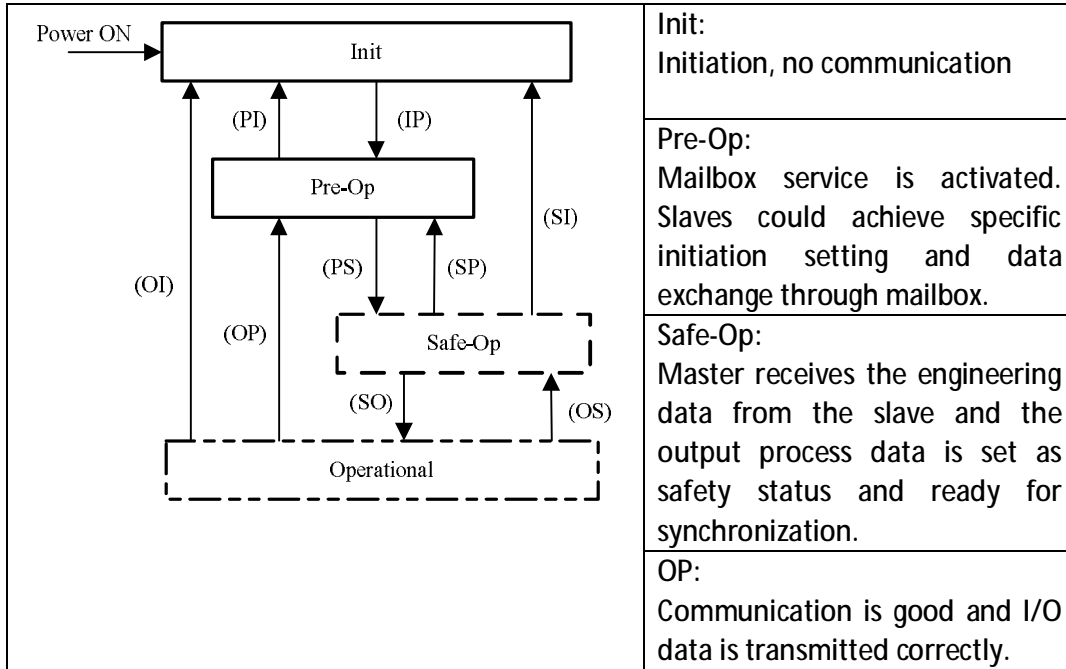 Power ON
Init
(PI)
(IP)
Pre-Op
(SI)
(PS)
(SP)
(OI)
(OP)
Safe-Op
(SO)
(OS)
Operational
Init:
Initiation, no communication
Pre-Op:
Mailbox service is activated.
Slaves could achieve specific
initiation setting and data
exchange through mailbox.
Safe-Op:
Master receives the engineering
data from the slave and the
output process data is set as
safety status and ready for
synchronization.
OP:
Communication is good and I/O
data is transmitted correctly.